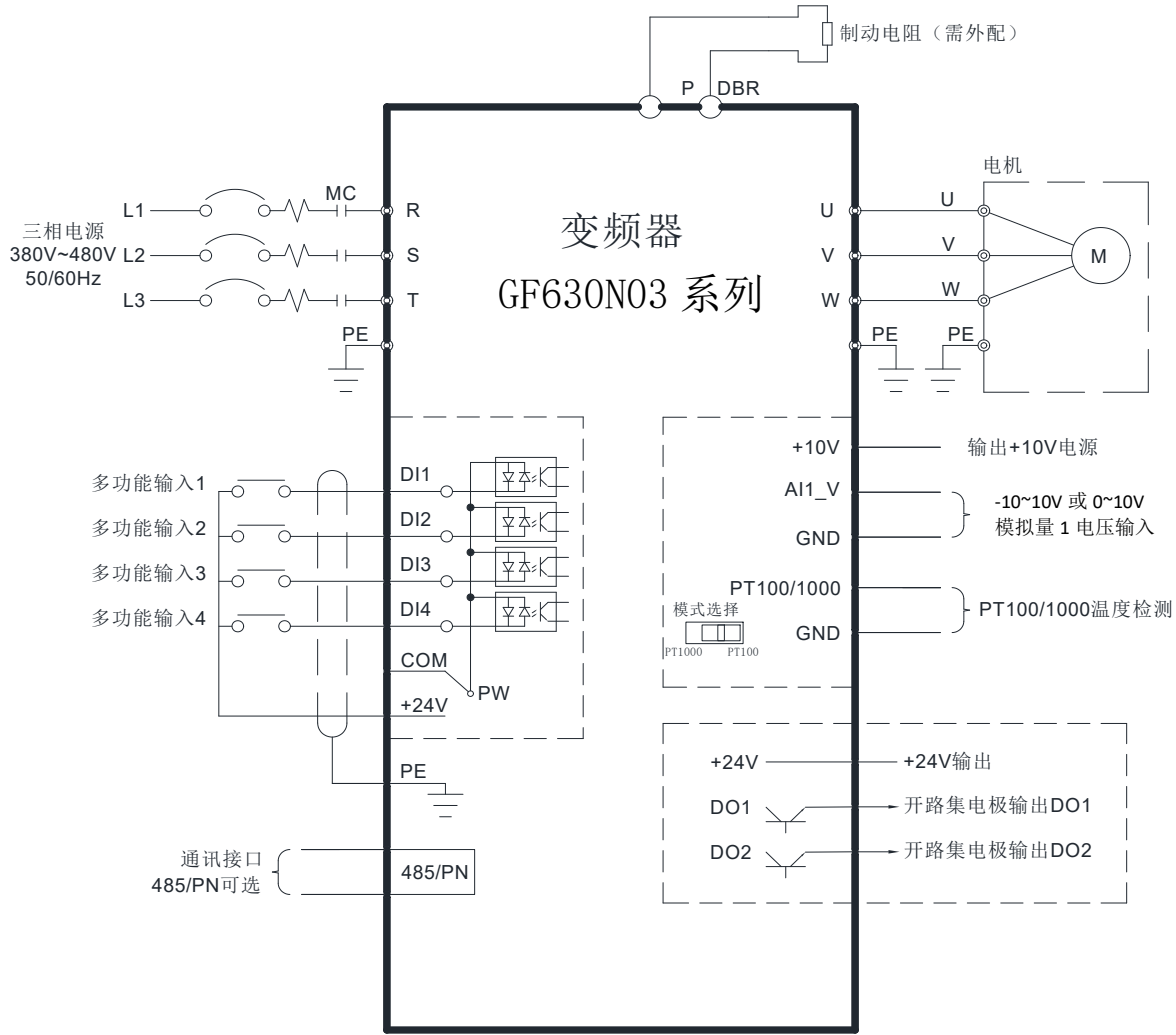 制动电阻（需外配）
P DBR
电机
三相电源
380V~480V
50/60Hz
L1
L2
L3
MC
R
S
T
PE
变频器
GF630N03 系列
U
V
W
PE
U
V
W
PE
M
多功能输入1
多功能输入2
多功能输入3
多功能输入4
DI1
DI2
DI3
DI4
COM
PW
+24V
PE
+10V
输出+10V电源
AI1_V
GND
-10~10V 或 0~10V
模拟量 1 电压输入
PT100/1000
GND
PT100/1000温度检测
模式选择
PT1000 PT100
+24V
+24V输出
DO1
开路集电极输出DO1
DO2
开路集电极输出DO2
通讯接口
485/PN可选
485/PN